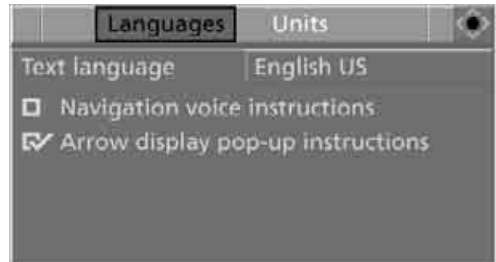 Languages Units
Text language English US
Navigation voice instructions
Arrow display pop-up instructions